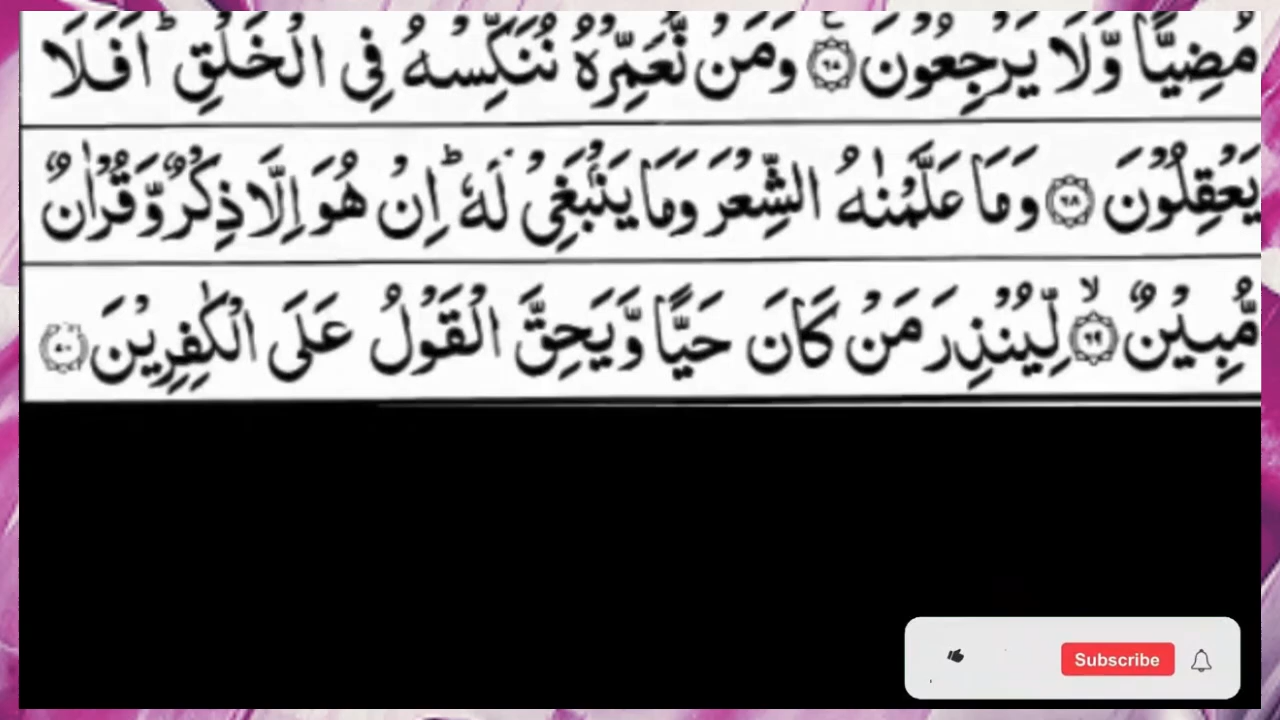 مُضِيًّا وَّلَا يَرْجِعُوْنَ ﴿٦٧﴾ وَمَنْ نُّعَمِّرْهُ نُنَكِّسْهُ فِى الْخَلْقِ ؕ اَفَلَا
يَعْقِلُوْنَ ﴿٦٨﴾ وَمَا عَلَّمْنٰهُ الشِّعْرَ وَمَا يَنْۢبَغِىْ لَهٗ ؕ اِنْ هُوَ اِلَّا ذِكْرٌ وَّقُرْاٰنٌ
مُّبِيْنٌ ۙ ﴿٦٩﴾ لِّيُنْذِرَ مَنْ كَانَ حَيًّا وَّيَحِقَّ الْقَوْلُ عَلَى الْكٰفِرِيْنَ ﴿٧٠﴾
Subscribe